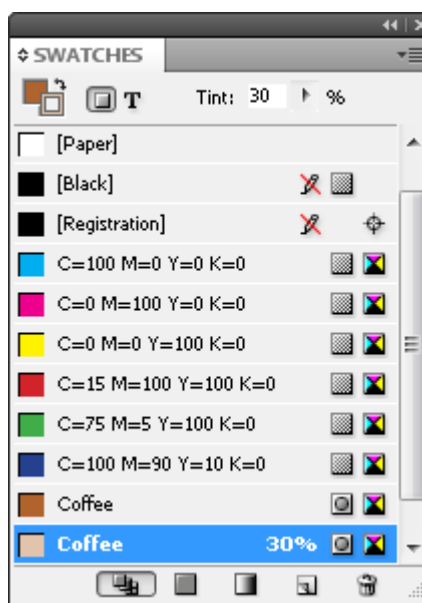 SWATCHES
T Tint: 30 %
[Paper]
[Black]
[Registration]
C=100 M=0 Y=0 K=0
C=0 M=100 Y=0 K=0
C=0 M=0 Y=100 K=0
C=15 M=100 Y=100 K=0
C=75 M=5 Y=100 K=0
C=100 M=90 Y=10 K=0
Coffee
Coffee 30%